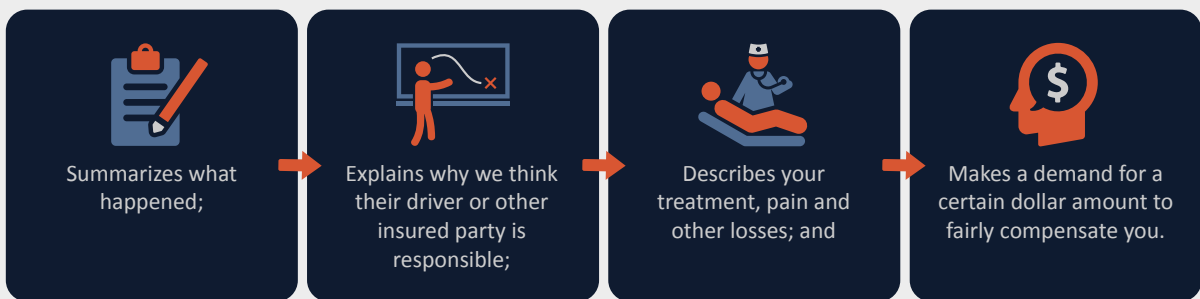 Summarizes what
happened;
Explains why we think
their driver or other
insured party is
responsible;
Describes your
treatment, pain and
other losses; and
$
Makes a demand for a
certain dollar amount to
fairly compensate you.